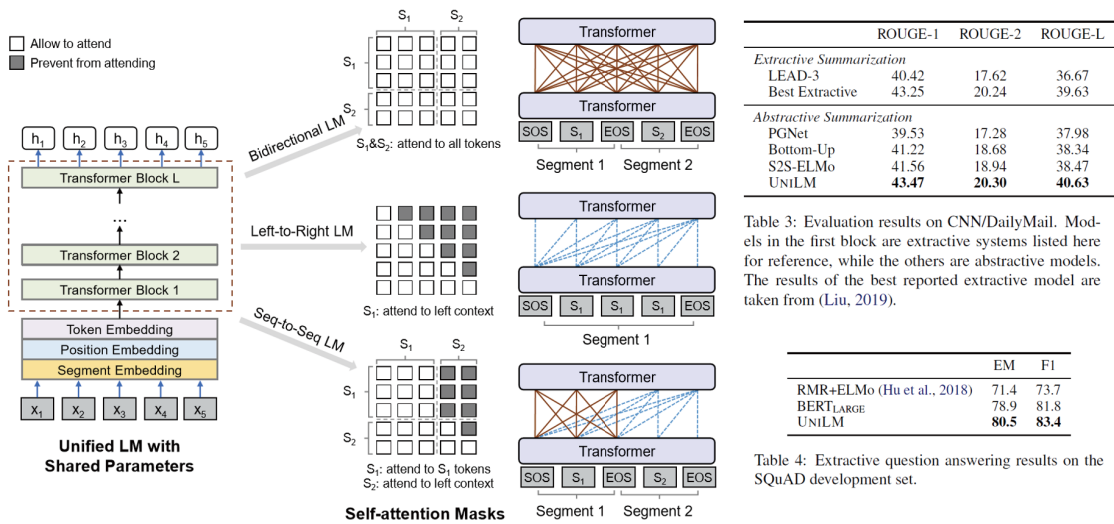 Allow to attend
Prevent from attending
h1 h2 h3 h4 h5
Transformer Block L
...
Transformer Block 2
Transformer Block 1
Token Embedding
Position Embedding
Segment Embedding
x1 x2 x3 x4 x5
Unified LM with
Shared Parameters
Bidirectional LM
Left-to-Right LM
Seq-to-Seq LM
S1 S2
S1
S2
S1&S2: attend to all tokens
S1: attend to left context
S1 S2
S1
S2
S1: attend to S1 tokens
S2: attend to left context
Self-attention Masks
Transformer
Transformer
SOS S1 EOS S2 EOS
Segment 1 Segment 2
Transformer
Transformer
SOS S1 S1 S1 EOS
Segment 1
Transformer
Transformer
SOS S1 EOS S2 EOS
Segment 1 Segment 2
ROUGE-1 ROUGE-2 ROUGE-L
Extractive Summarization
LEAD-3 40.42 17.62 36.67
Best Extractive 43.25 20.24 39.63
Abstractive Summarization
PGNet 39.53 17.28 37.98
Bottom-Up 41.22 18.68 38.34
S2S-ELMo 41.56 18.94 38.47
UNILM 43.47 20.30 40.63
Table 3: Evaluation results on CNN/DailyMail. Mod-
els in the first block are extractive systems listed here
for reference, while the others are abstractive models.
The results of the best reported extractive model are
taken from (Liu, 2019).
EM F1
RMR+ELMo (Hu et al., 2018) 71.4 73.7
BERTLARGE 78.9 81.8
UNILM 80.5 83.4
Table 4: Extractive question answering results on the
SQuAD development set.